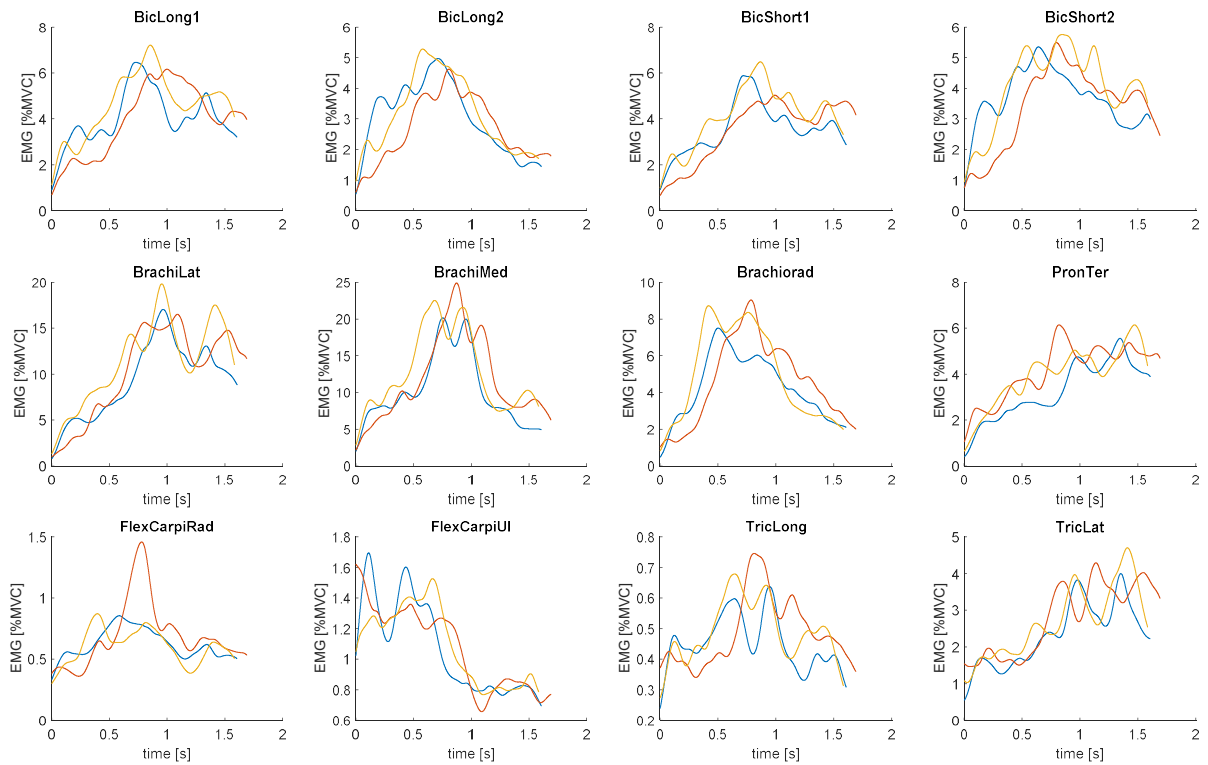 BicLong1
8
6
4
2
0
EMG [%MVC]
0 0.5 1 1.5 2
time [s]
BicLong2
6
5
4
3
2
1
0
EMG [%MVC]
0 0.5 1 1.5 2
time [s]
BicShort1
8
6
4
2
0
EMG [%MVC]
0 0.5 1 1.5 2
time [s]
BicShort2
6
5
4
3
2
1
0
EMG [%MVC]
0 0.5 1 1.5 2
time [s]
BrachiLat
20
15
10
5
0
EMG [%MVC]
0 0.5 1 1.5 2
time [s]
BrachiMed
25
20
15
10
5
0
EMG [%MVC]
0 0.5 1 1.5 2
time [s]
Brachiorad
10
8
6
4
2
0
EMG [%MVC]
0 0.5 1 1.5 2
time [s]
PronTer
8
6
4
2
0
EMG [%MVC]
0 0.5 1 1.5 2
time [s]
FlexCarpiRad
1.5
1
0.5
0
EMG [%MVC]
0 0.5 1 1.5 2
time [s]
FlexCarpiUl
1.8
1.6
1.4
1.2
1
0.8
0.6
EMG [%MVC]
0 0.5 1 1.5 2
time [s]
TricLong
0.8
0.7
0.6
0.5
0.4
0.3
0.2
EMG [%MVC]
0 0.5 1 1.5 2
time [s]
TricLat
5
4
3
2
1
0
EMG [%MVC]
0 0.5 1 1.5 2
time [s]